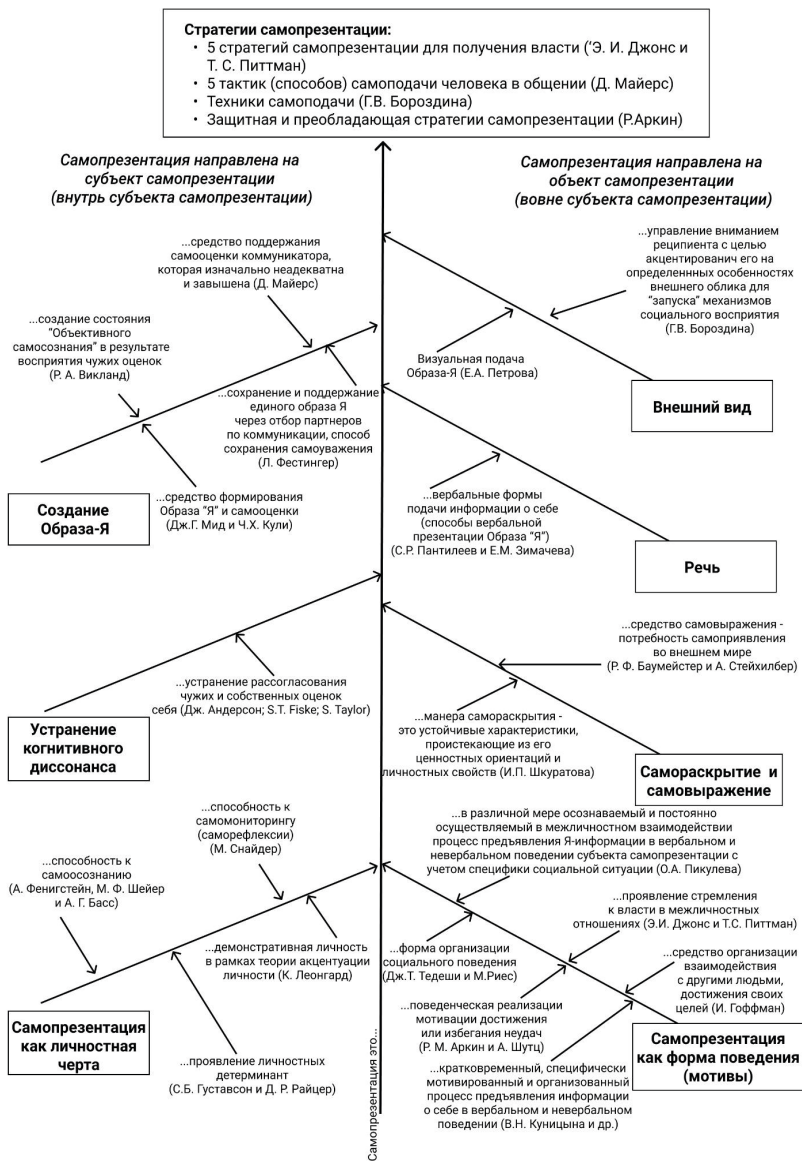 Стратегии самопрезентации:
• 5 стратегий самопрезентации для получения власти (‘Э. И. Джонс и
Т. С. Питтман)
• 5 тактик (способов) самоподачи человека в общении (Д. Майерс)
• Техники самоподачи (Г.В. Бороздина)
• Защитная и преобладающая стратегии самопрезентации (Р.Аркин)
Самопрезентация направлена на
субъект самопрезентации
(внутрь субъекта самопрезентации)
Самопрезентация направлена на
объект самопрезентации
(вовне субъекта самопрезентации)
...средство поддержания
самооценки коммуникатора,
которая изначально неадекватна
и завышена (Д. Майерс)
...создание состояния
"Объективного
самосознания" в результате
восприятия чужих оценок
(Р. А. Викланд)
...сохранение и поддержание
единого образа Я
через отбор партнеров
по коммуникации, способ
сохранения самоуважения
(Л. Фестингер)
...средство формирования
Образа "Я" и самооценки
(Дж.Г. Мид и Ч.Х. Кули)
Создание
Образа-Я
...управление вниманием
реципиента с целью
акцентированич его на
определеннных особенностях
внешнего облика для
"запуска" механизмов
социального восприятия
(Г.В. Бороздина)
Визуальная подача
Образа-Я (Е.А. Петрова)
Внешний вид
...вербальные формы
подачи информации о себе
(способы вербальной
презентации Образа "Я")
(С.Р. Пантилеев и Е.М. Зимачева)
Речь
...устранение рассогласования
чужих и собственных оценок
себя (Дж. Андерсон; S.T. Fiske; S. Taylor)
Устранение
когнитивного
диссонанса
...средство самовыражения -
потребность самоприявления
во внешнем мире
(Р. Ф. Баумейстер и А. Стейхилбер)
...манера самораскрытия -
это устойчивые характеристики,
проистекающие из его
ценностных ориентаций и
личностных свойств (И.П. Шкуратова)
Самораскрытие и
самовыражение
...способность к
самомониторингу
(саморефлексии)
(М. Снайдер)
...способность к
самоосознанию
(А. Фенигстейн, М. Ф. Шейер
и А. Г. Басс)
...демонстративная личность
в рамках теории акцентуации
личности (К. Леонгард)
...проявление личностных
детерминант
(С.Б. Густавсон и Д. Р. Райцер)
Самопрезентация
как личностная
черта
...в различной мере осознаваемый и постоянно
осуществляемый в межличностном взаимодействии
процесс предъявления Я-информации в вербальном и
невербальном поведении субъекта самопрезентации с
учетом специфики социальной ситуации (О.А. Пикулева)
...проявление стремления
к власти в межличностных
отношениях (Э.И. Джонс и Т.С. Питтман)
...форма организации
социального поведения
(Дж.Т. Тедеши и М.Риес)
...средство организации
взаимодействия
с другими людьми,
достижения своих
целей (И. Гоффман)
...поведенческая реализации
мотивации достижения
или избегания неудач
(Р. М. Аркин и А. Шутц)
...кратковременный, специфически
мотивированный и организованный
процесс предъявления информации
о себе в вербальном и невербальном
поведении (В.Н. Куницына и др.)
Самопрезентация
как форма поведения
(мотивы)
Самопрезентация это...